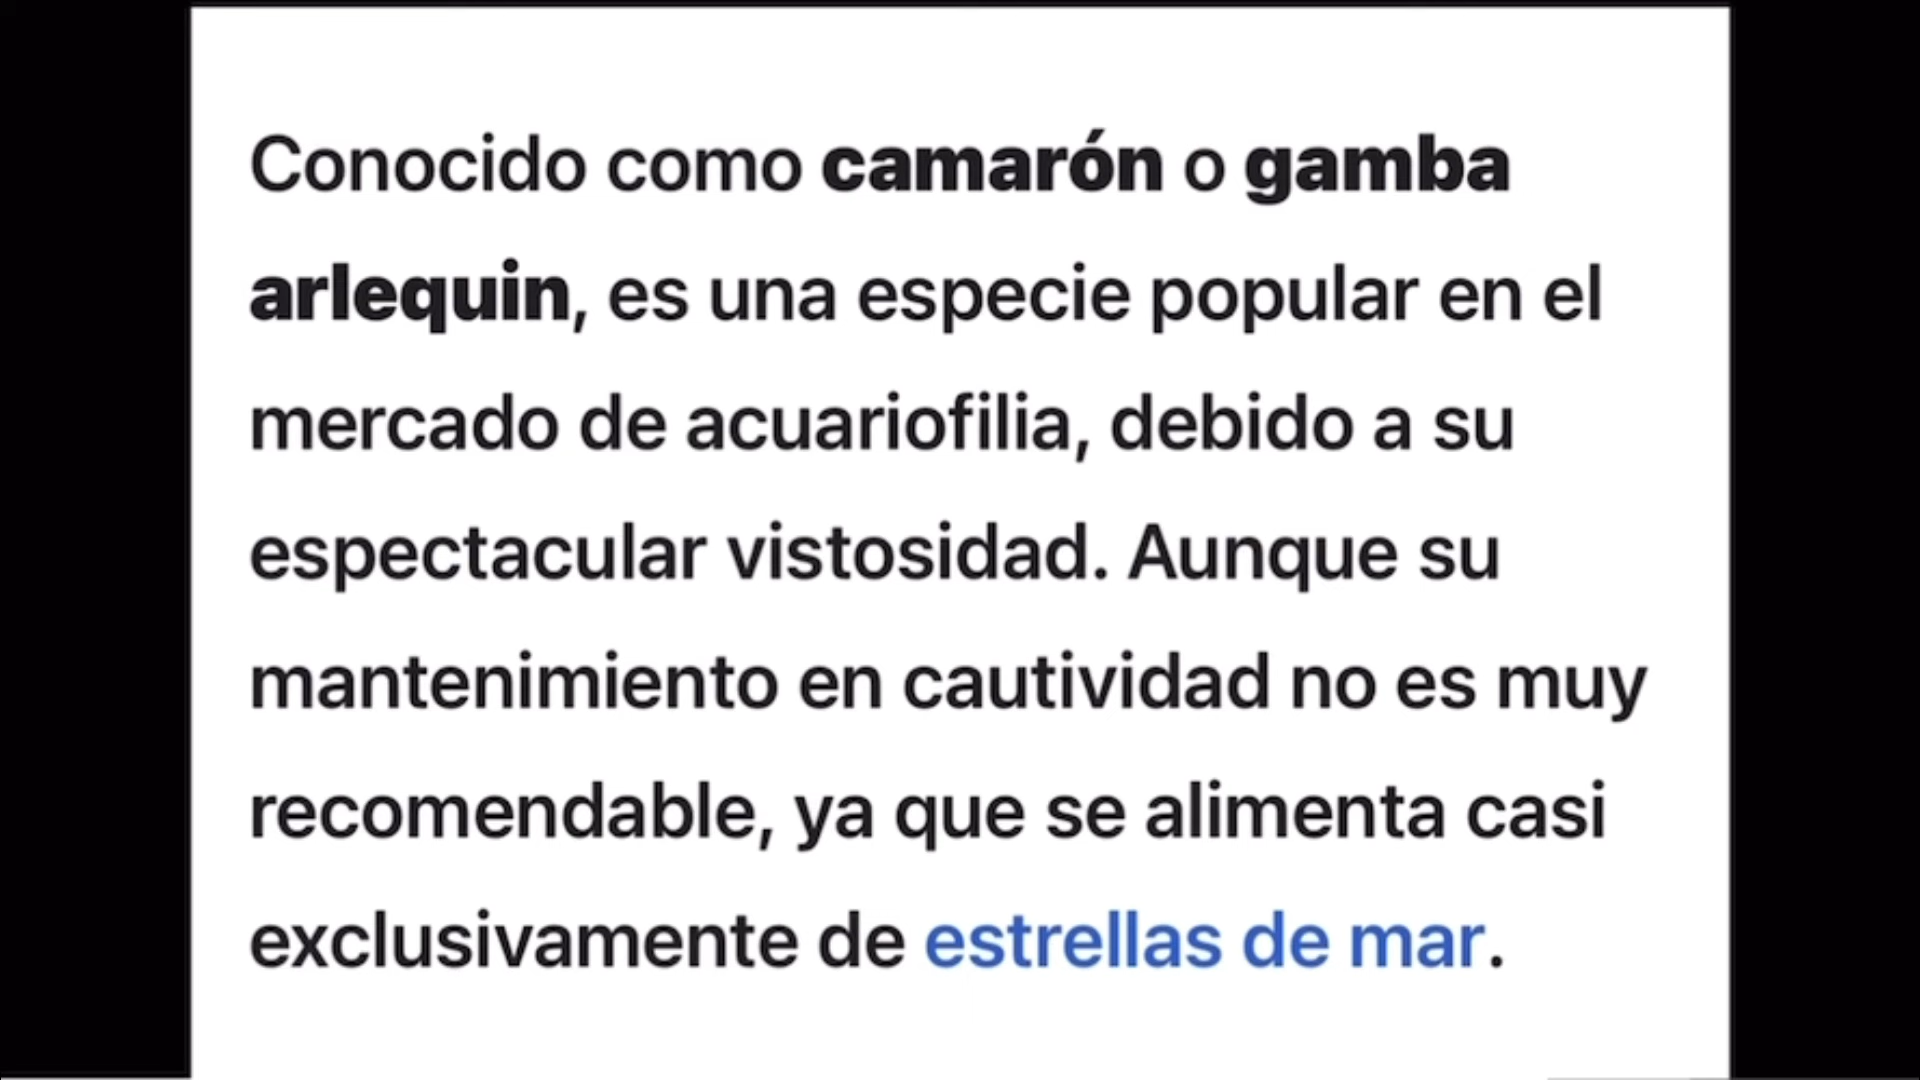 Conocido como camarón o gamba
arlequin, es una especie popular en el
mercado de acuariofilia, debido a su
espectacular vistosidad. Aunque su
mantenimiento en cautividad no es muy
recomendable, ya que se alimenta casi
exclusivamente de estrellas de mar.